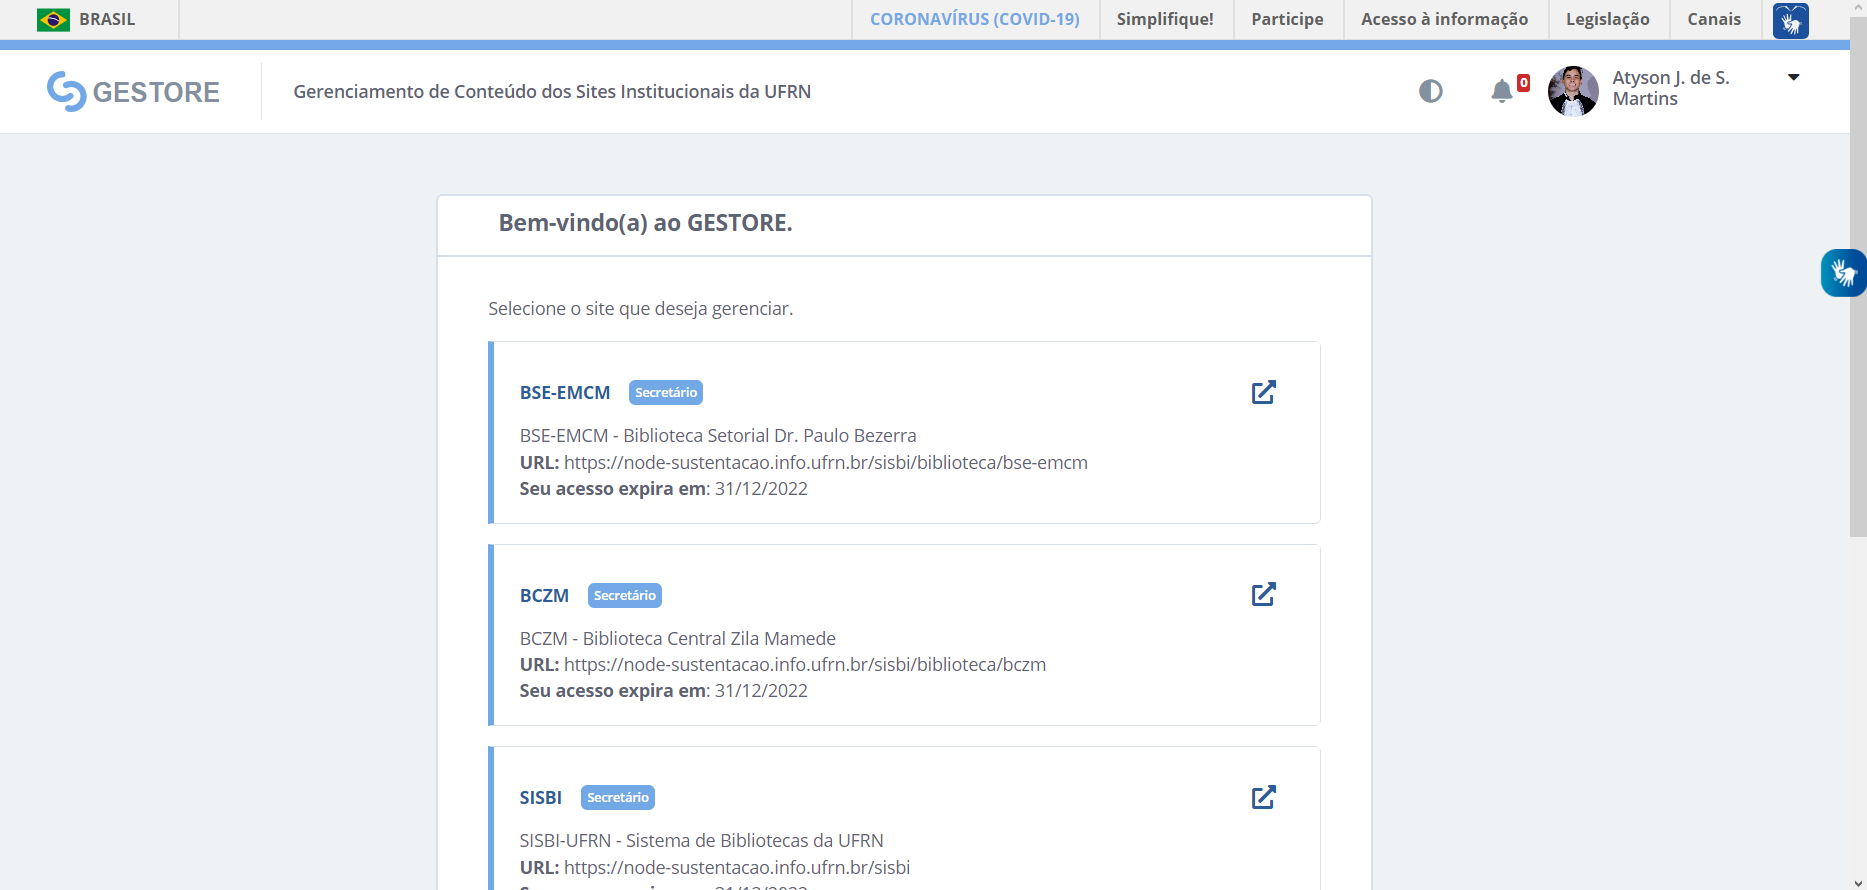 BRASIL
CORONAVÍRUS (COVID-19)
Simplifique!
Participe
Acesso à informação
Legislação
Canais
GESTORE
Gerenciamento de Conteúdo dos Sites Institucionais da UFRN
0
Atyson J. de S.
Martins
Bem-vindo(a) ao GESTORE.
Selecione o site que deseja gerenciar.
BSE-EMCM Secretário
BSE-EMCM - Biblioteca Setorial Dr. Paulo Bezerra
URL: https://node-sustentacao.info.ufrn.br/sisbi/biblioteca/bse-emcm
Seu acesso expira em: 31/12/2022
BCZM Secretário
BCZM - Biblioteca Central Zila Mamede
URL: https://node-sustentacao.info.ufrn.br/sisbi/biblioteca/bczm
Seu acesso expira em: 31/12/2022
SISBI Secretário
SISBI-UFRN - Sistema de Bibliotecas da UFRN
URL: https://node-sustentacao.info.ufrn.br/sisbi